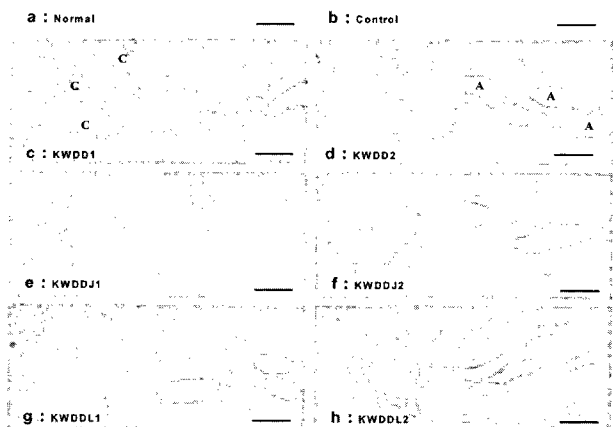 a : Normal
b : Control
C
C
C
A
A
A
c : KWDD1
d : KWDD2
e : KWDDJ1
f : KWDDJ2
g : KWDDL1
h : KWDDL2